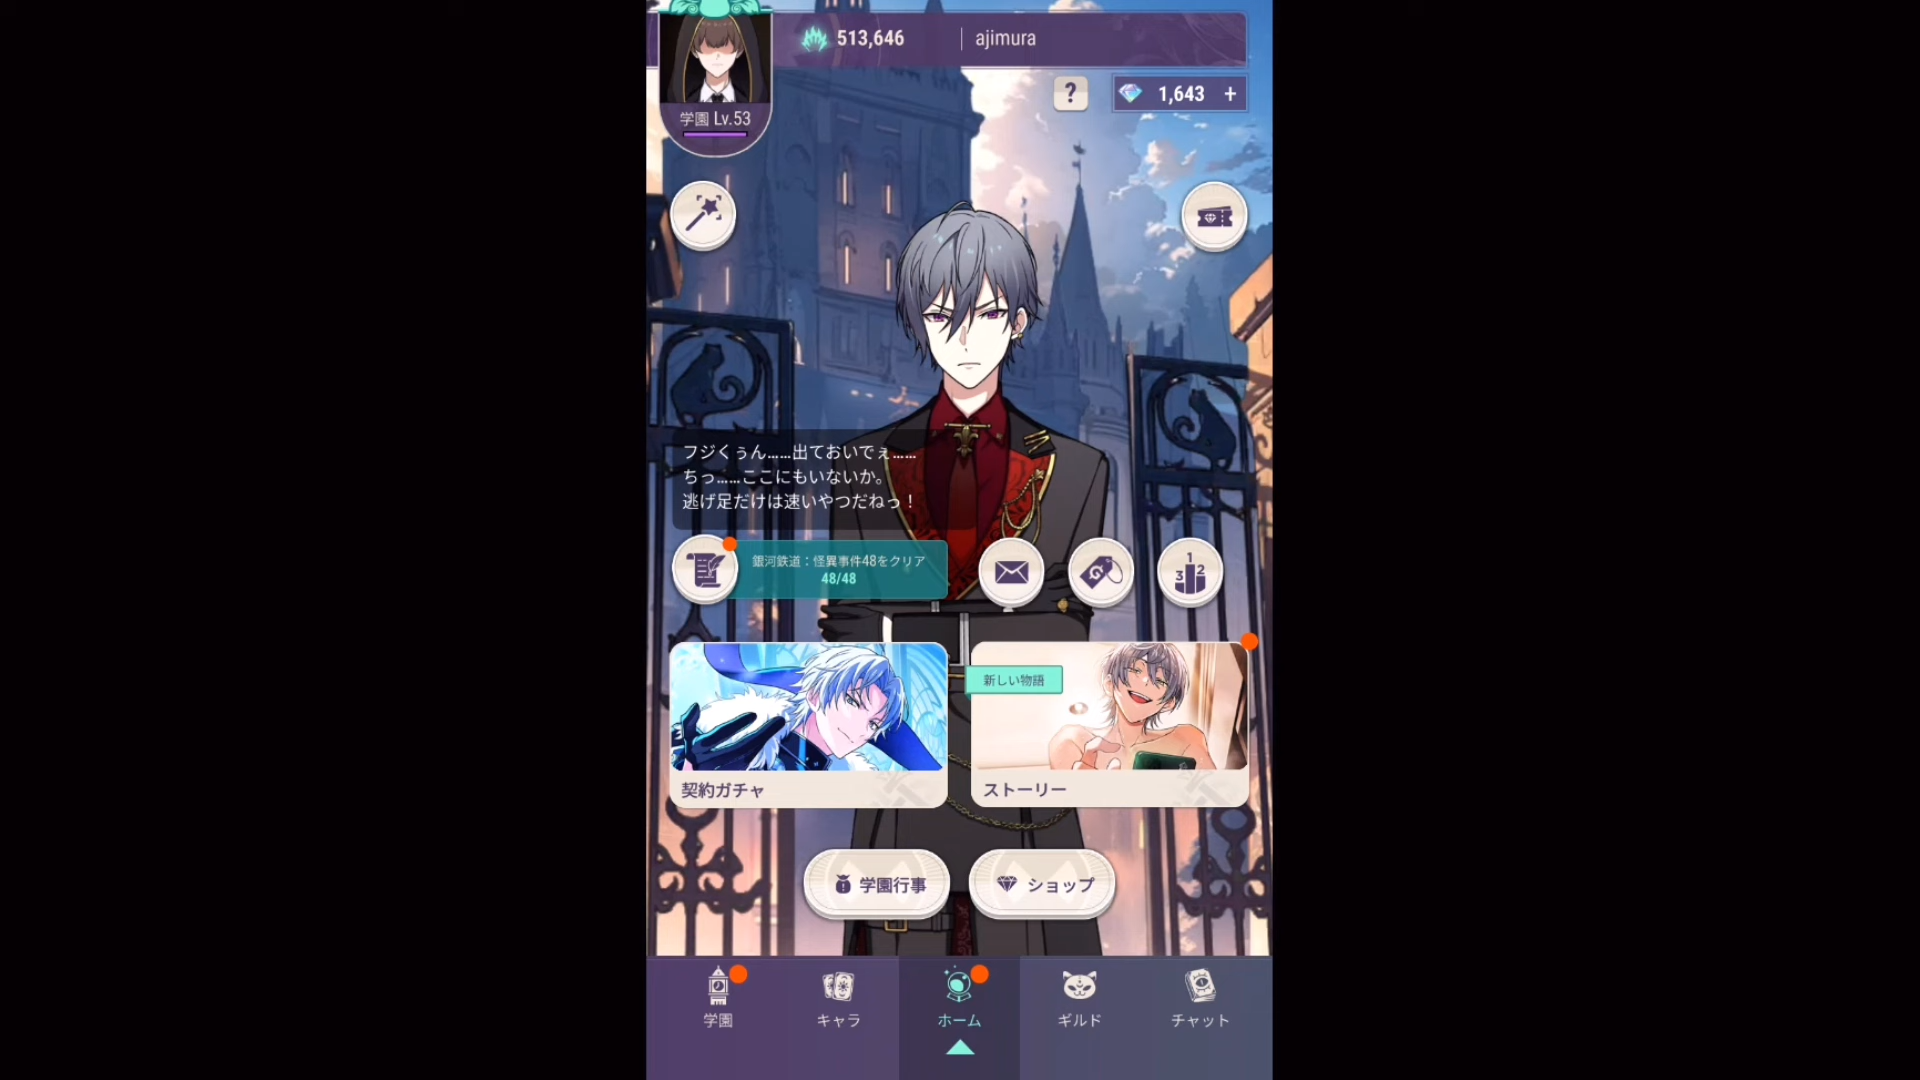 513,646
ajimura
学園 Lv.53
?
1,643 +
フジくぅん……出ておいでぇ……
ちっ……ここにもいないか。
逃げ足だけは速いやつだねっ！
銀河鉄道：怪異事件48をクリア
48/48
G
1
3 2
新しい物語
契約ガチャ
ストーリー
学園行事
ショップ
学園
キャラ
ホーム
ギルド
チャット